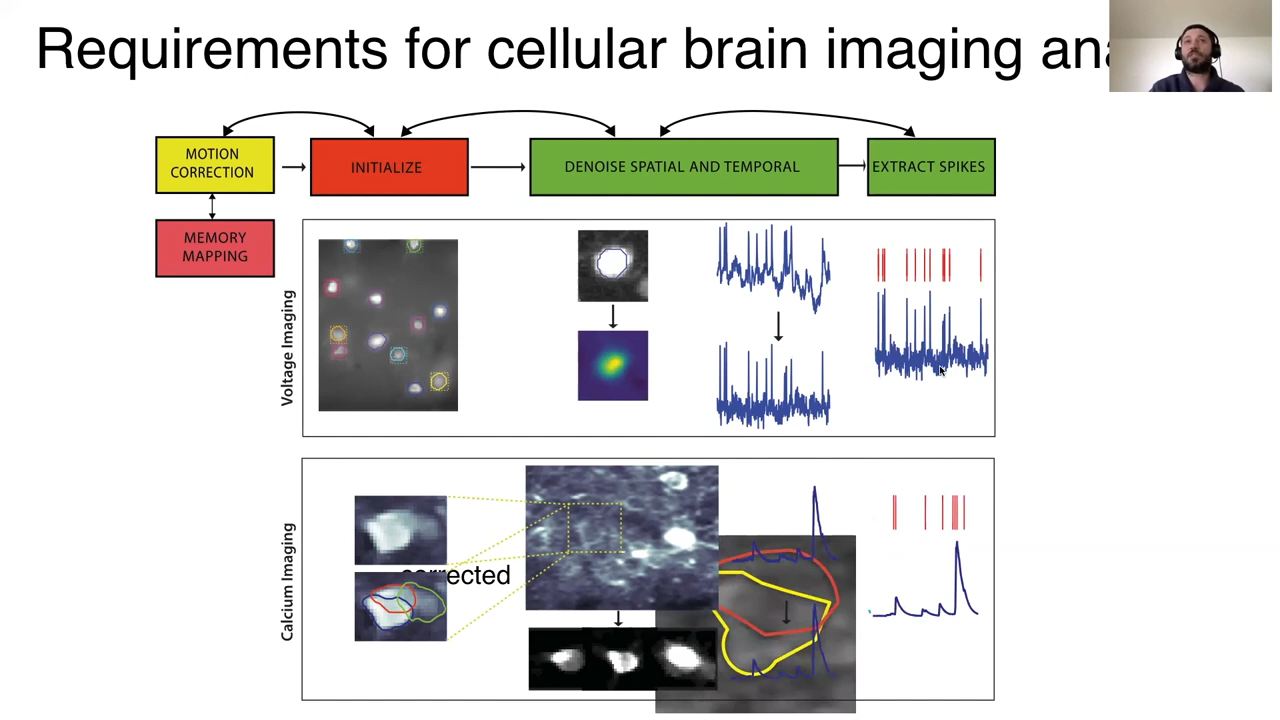 Requirements for cellular brain imaging ana
MOTION
CORRECTION
INITIALIZE
DENOISE SPATIAL AND TEMPORAL
EXTRACT SPIKES
MEMORY
MAPPING
Voltage Imaging
Calcium Imaging